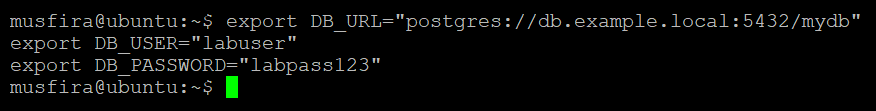 musfira@ubuntu:~$ export DB_URL="postgres://db.example.local:5432/mydb"
export DB_USER="labuser"
export DB_PASSWORD="labpass123"
musfira@ubuntu:~$